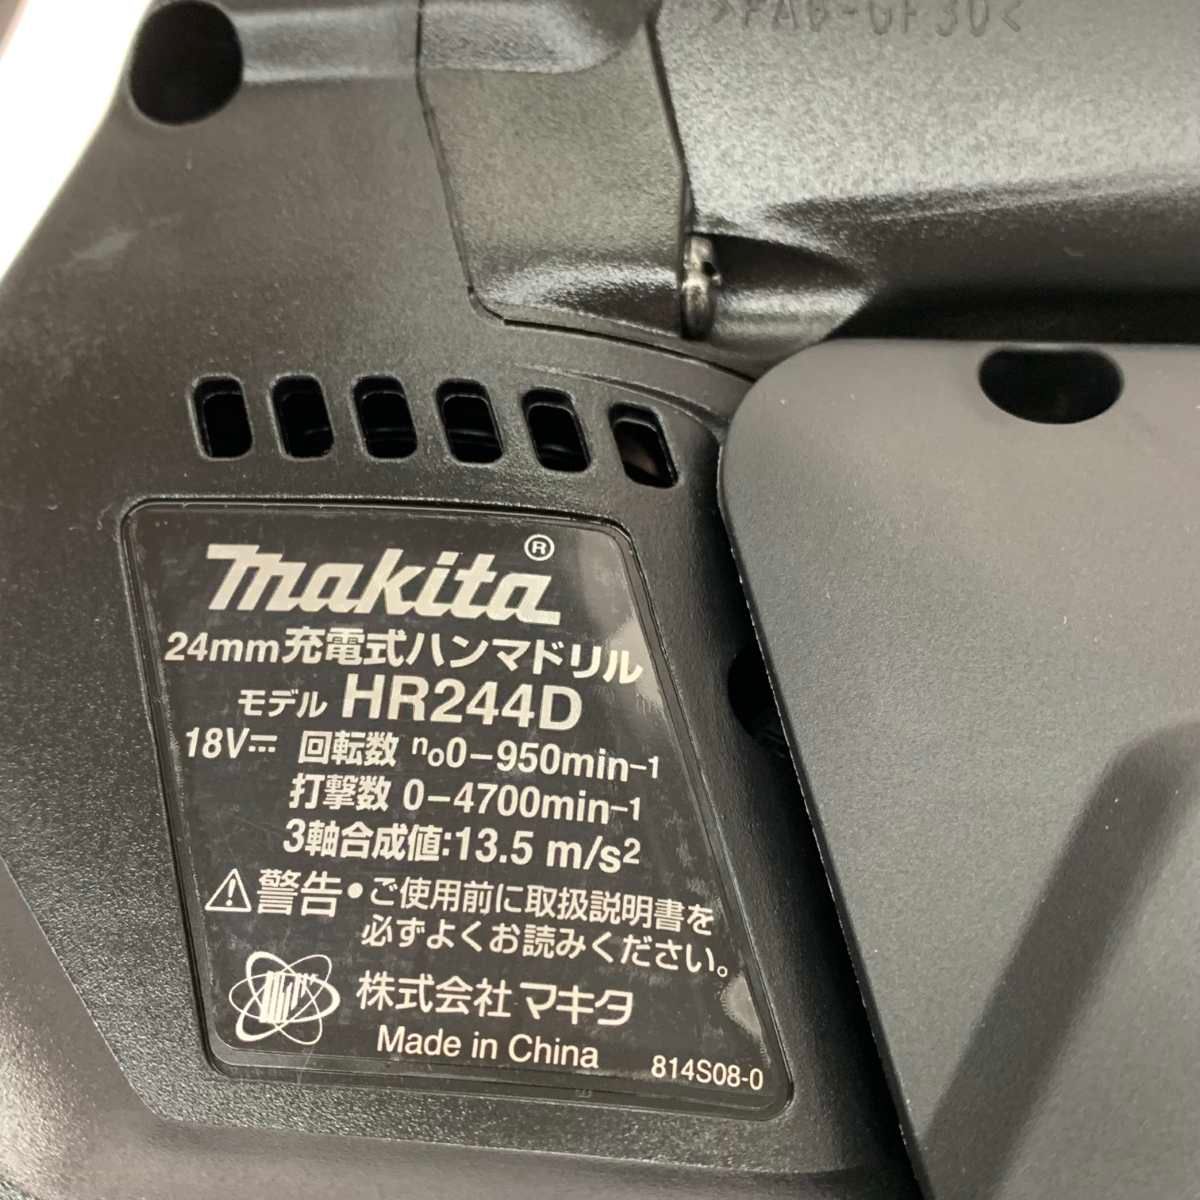 >PA6-GF30<
makita®
24mm充電式ハンマドリル
モデル HR244D
18V⎓ 回転数 n₀0-950min-1
打撃数 0-4700min-1
3軸合成値:13.5 m/s2
⚠警告•ご使用前に取扱説明書を
必ずよくお読みください。
株式会社 マキタ
Made in China 814S08-0